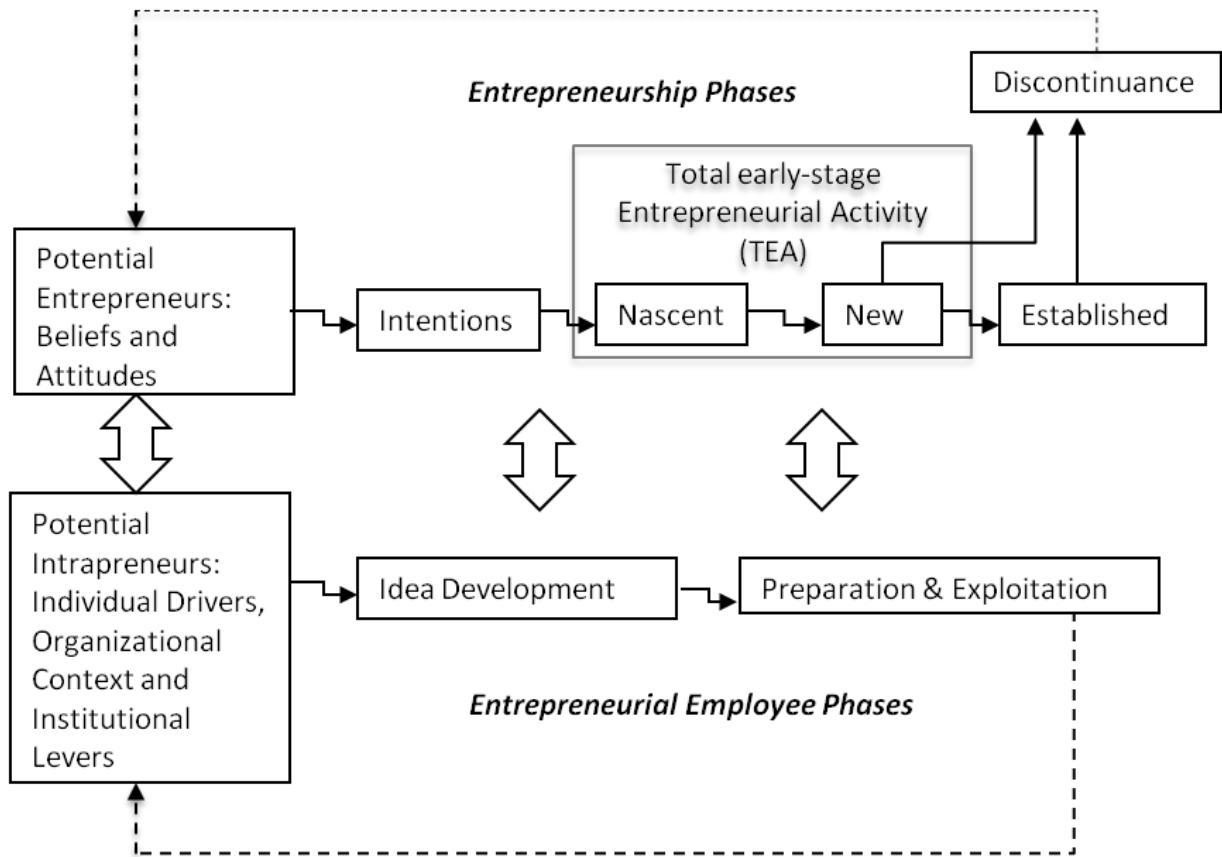 Entrepreneurship Phases
Discontinuance
Total early-stage
Entrepreneurial Activity
(TEA)
Potential
Entrepreneurs:
Beliefs and
Attitudes
Intentions
Nascent
New
Established
Potential
Intrapreneurs:
Individual Drivers,
Organizational
Context and
Institutional
Levers
Idea Development
Preparation & Exploitation
Entrepreneurial Employee Phases